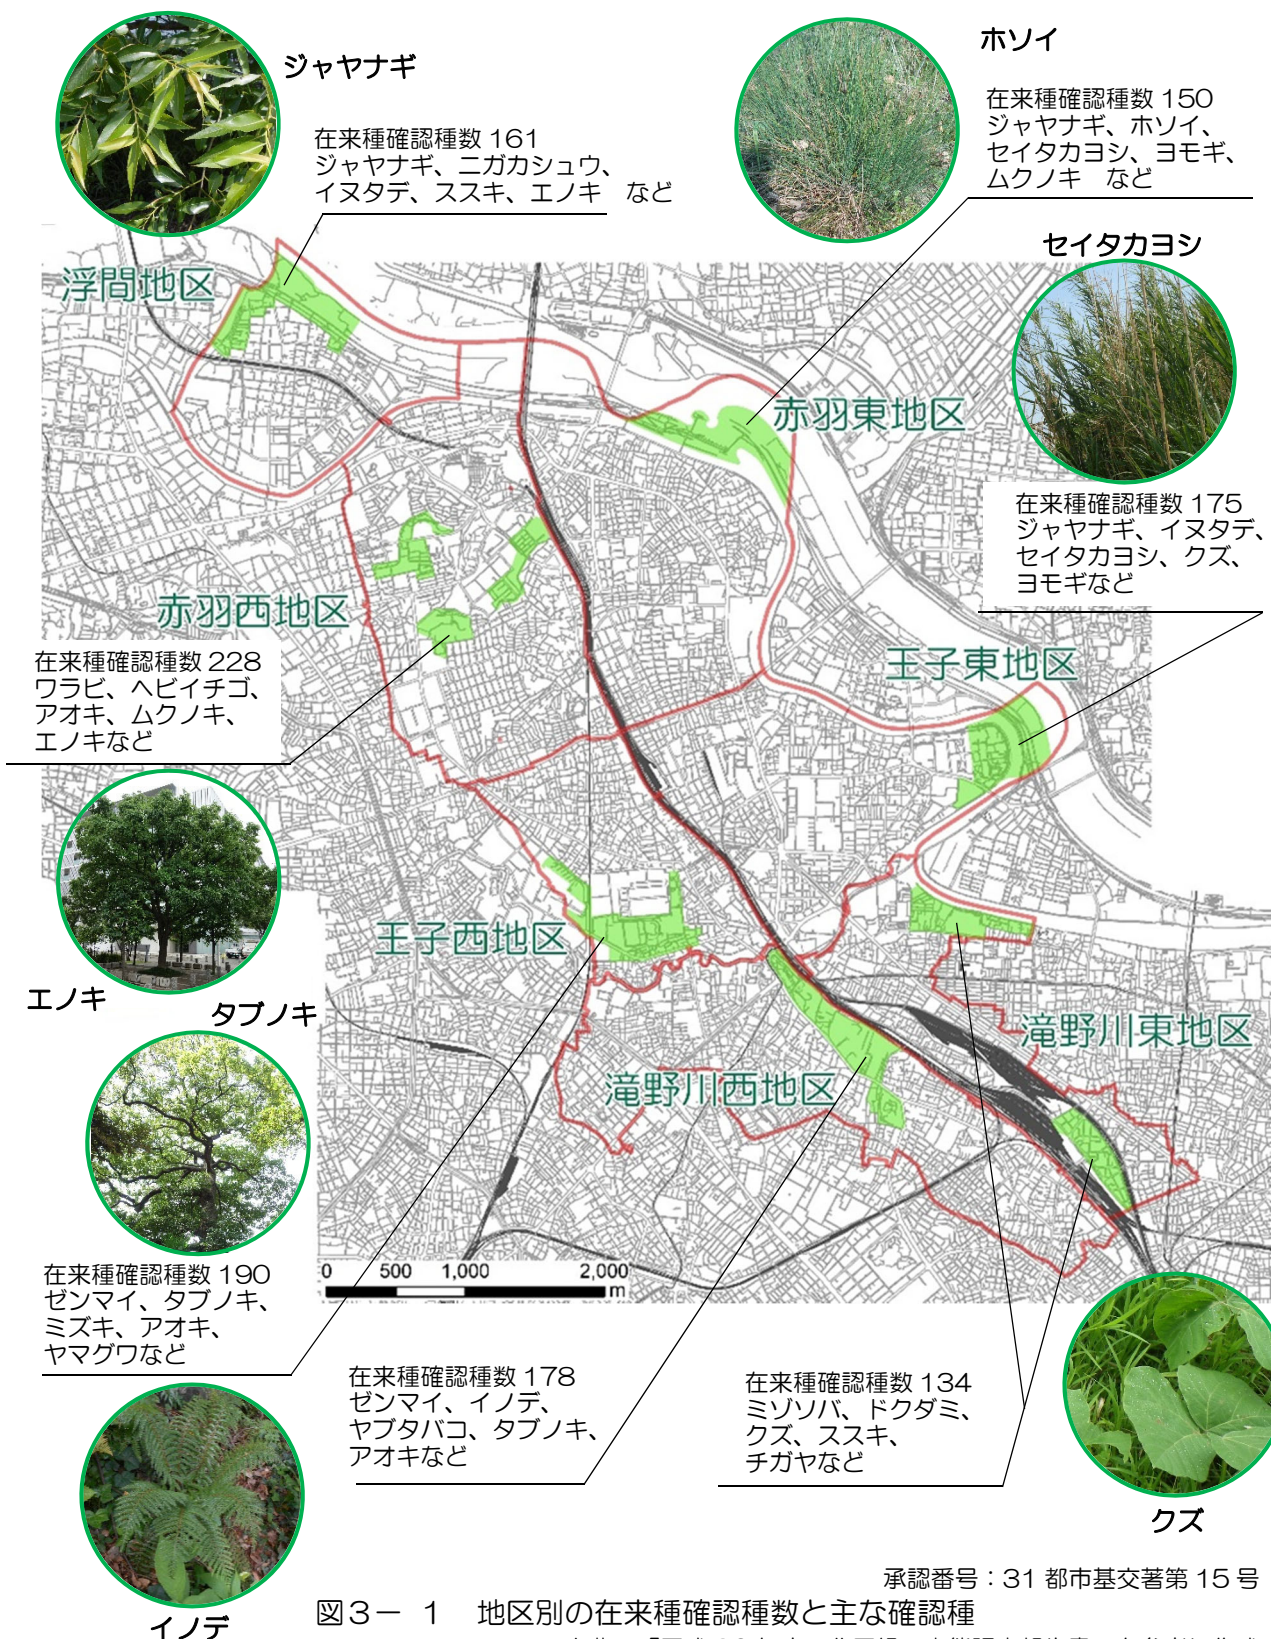 ジャヤナギ
在来種確認種数 161
ジャヤナギ、ニガカシュウ、
イヌタデ、ススキ、エノキ　など
ホソイ
在来種確認種数 150
ジャヤナギ、ホソイ、
セイタカヨシ、ヨモギ、
ムクノキ　など
セイタカヨシ
浮間地区
赤羽東地区
在来種確認種数 175
ジャヤナギ、イヌタデ、
セイタカヨシ、クズ、
ヨモギなど
赤羽西地区
在来種確認種数 228
ワラビ、ヘビイチゴ、
アオキ、ムクノキ、
エノキなど
王子東地区
王子西地区
エノキ
タブノキ
滝野川東地区
滝野川西地区
0 500 1,000 2,000
m
在来種確認種数 190
ゼンマイ、タブノキ、
ミズキ、アオキ、
ヤマグワなど
在来種確認種数 178
ゼンマイ、イノデ、
ヤブタバコ、タブノキ、
アオキなど
在来種確認種数 134
ミゾソバ、ドクダミ、
クズ、ススキ、
チガヤなど
クズ
イノデ
承認番号：31 都市基交著第 15 号
図３－ １　地区別の在来種確認種数と主な確認種